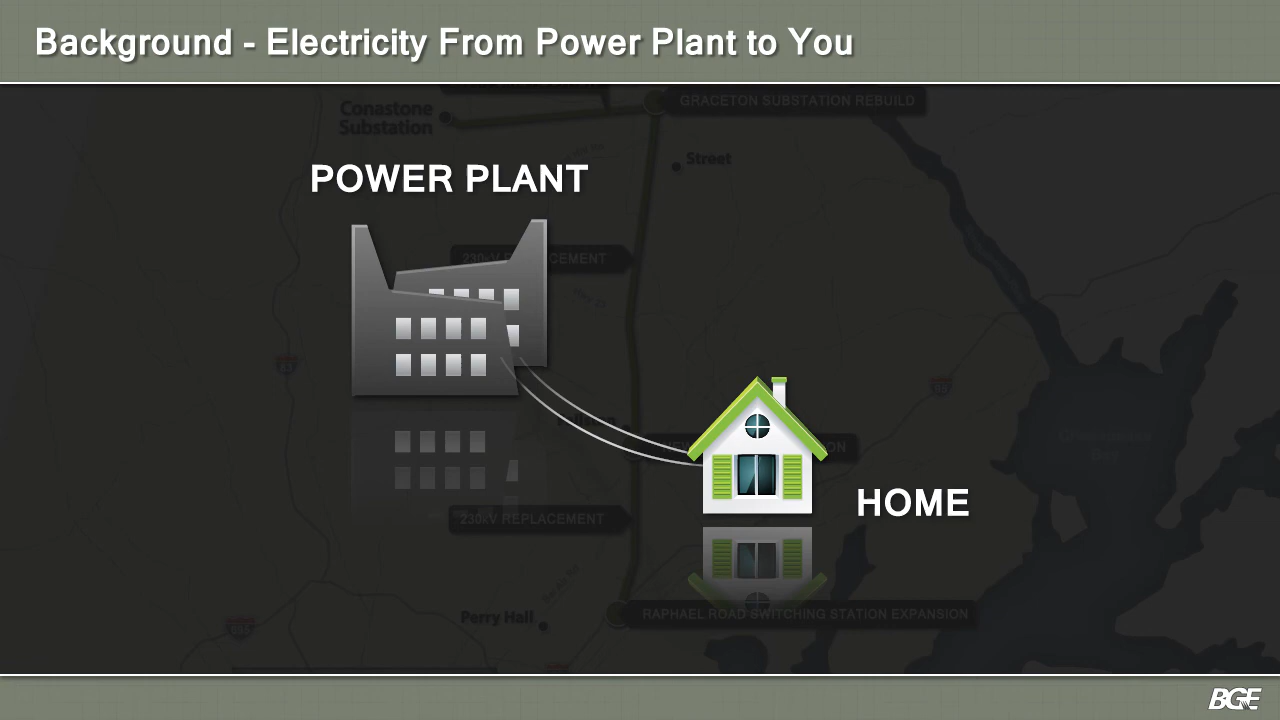 Background - Electricity From Power Plant to You
Conastone
Substation
GRACETON SUBSTATION REBUILD
Street
POWER PLANT
HOME
230kV REPLACEMENT
Perry Hall
RAPHAEL ROAD SWITCHING STATION EXPANSION
BGE